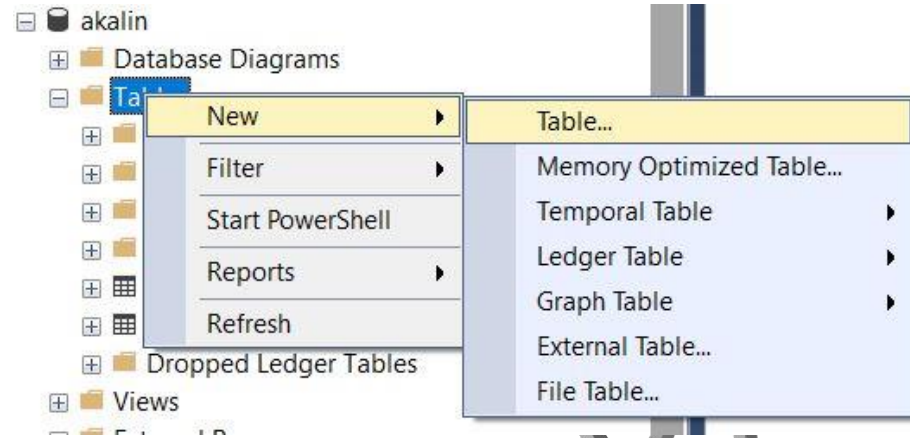 akalin
Database Diagrams
New
Table...
Filter
Memory Optimized Table...
Start PowerShell
Temporal Table
Ledger Table
Reports
Graph Table
Refresh
External Table...
Dropped Ledger Tables
File Table...
Views